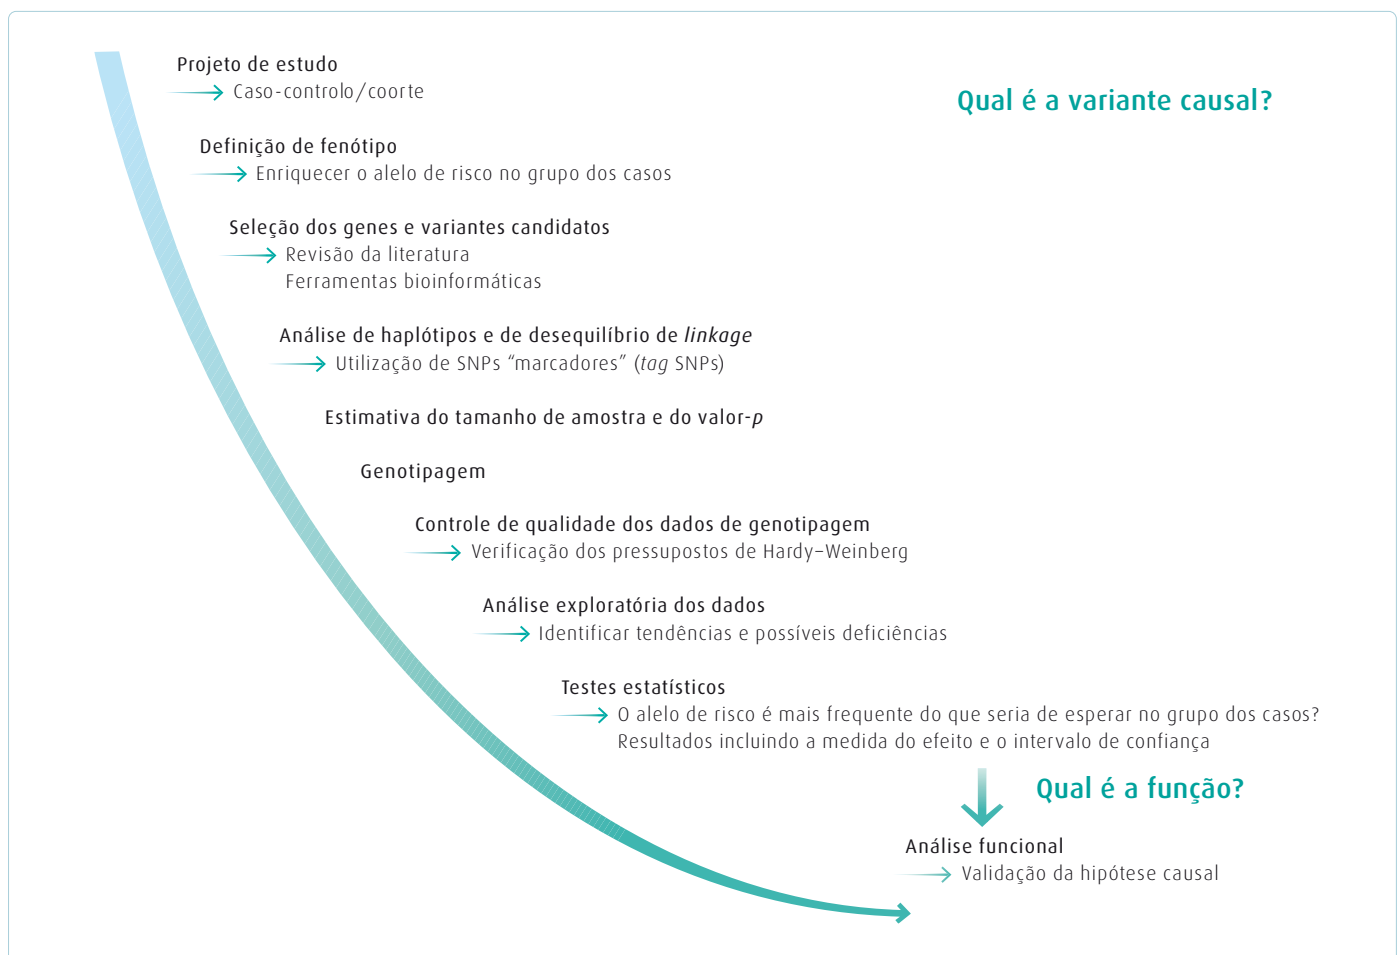 Projeto de estudo
Caso-controlo/coorte
Qual é a variante causal?
Definição de fenótipo
Enriquecer o alelo de risco no grupo dos casos
Seleção dos genes e variantes candidatos
Revisão da literatura
Ferramentas bioinformáticas
Análise de haplótipos e de desequilíbrio de linkage
Utilização de SNPs “marcadores” (tag SNPs)
Estimativa do tamanho de amostra e do valor-p
Genotipagem
Controle de qualidade dos dados de genotipagem
Verificação dos pressupostos de Hardy–Weinberg
Análise exploratória dos dados
Identificar tendências e possíveis deficiências
Testes estatísticos
O alelo de risco é mais frequente do que seria de esperar no grupo dos casos?
Resultados incluindo a medida do efeito e o intervalo de confiança
Qual é a função?
Análise funcional
Validação da hipótese causal